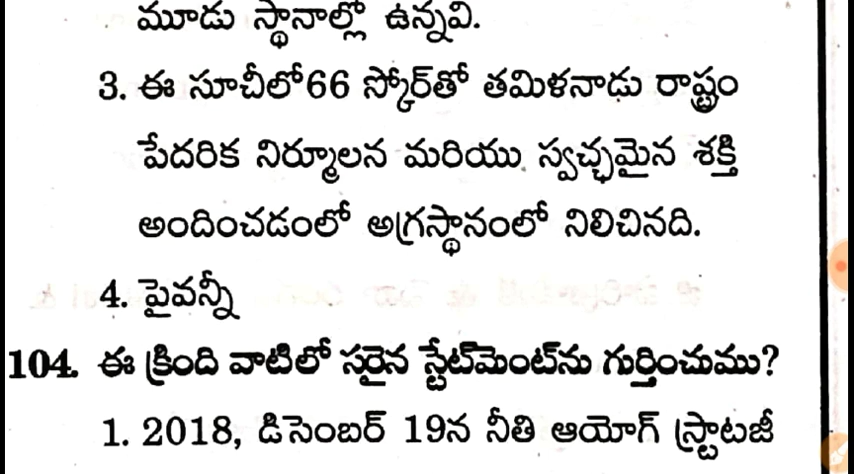 మూడు స్థానాల్లో ఉన్నవి.
3. ఈ సూచీలో 66 స్కోర్‌తో తమిళనాడు రాష్ట్రం
పేదరిక నిర్మూలన మరియు స్వచ్ఛమైన శక్తి
అందించడంలో అగ్రస్థానంలో నిలిచినది.
4. పైవన్నీ
104. ఈ క్రింది వాటిలో సరైన స్టేట్‌మెంట్‌ను గుర్తించుము?
1. 2018, డిసెంబర్ 19న నీతి ఆయోగ్ స్ట్రాటజీ